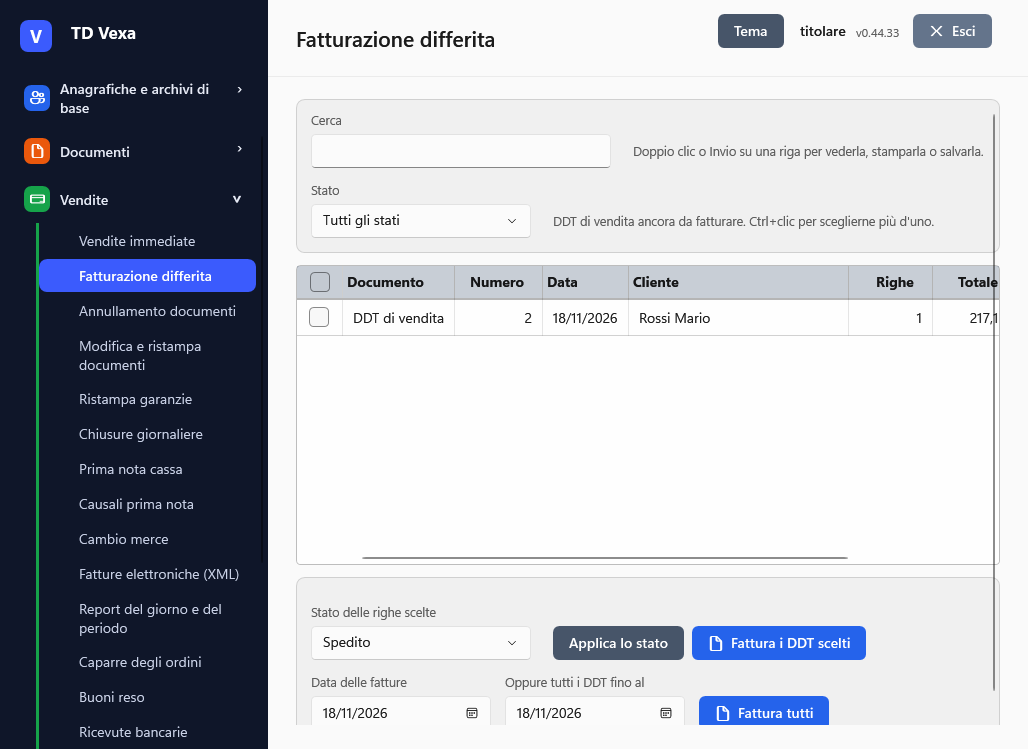 V
TD Vexa
Anagrafiche e archivi di
base
Documenti
Vendite
Vendite immediate
Fatturazione differita
Annullamento documenti
Modifica e ristampa
documenti
Ristampa garanzie
Chiusure giornaliere
Prima nota cassa
Causali prima nota
Cambio merce
Fatture elettroniche (XML)
Report del giorno e del
periodo
Caparre degli ordini
Buoni reso
Ricevute bancarie
Fatturazione differita
Tema
titolare v0.44.33
Esci
Cerca
Doppio clic o Invio su una riga per vederla, stamparla o salvarla.
Stato
Tutti gli stati
DDT di vendita ancora da fatturare. Ctrl+clic per sceglierne più d'uno.
Documento Numero Data Cliente Righe Totale
DDT di vendita 2 18/11/2026 Rossi Mario 1 217,1
Stato delle righe scelte
Spedito
Applica lo stato
Fattura i DDT scelti
Data delle fatture
Oppure tutti i DDT fino al
18/11/2026
18/11/2026
Fattura tutti